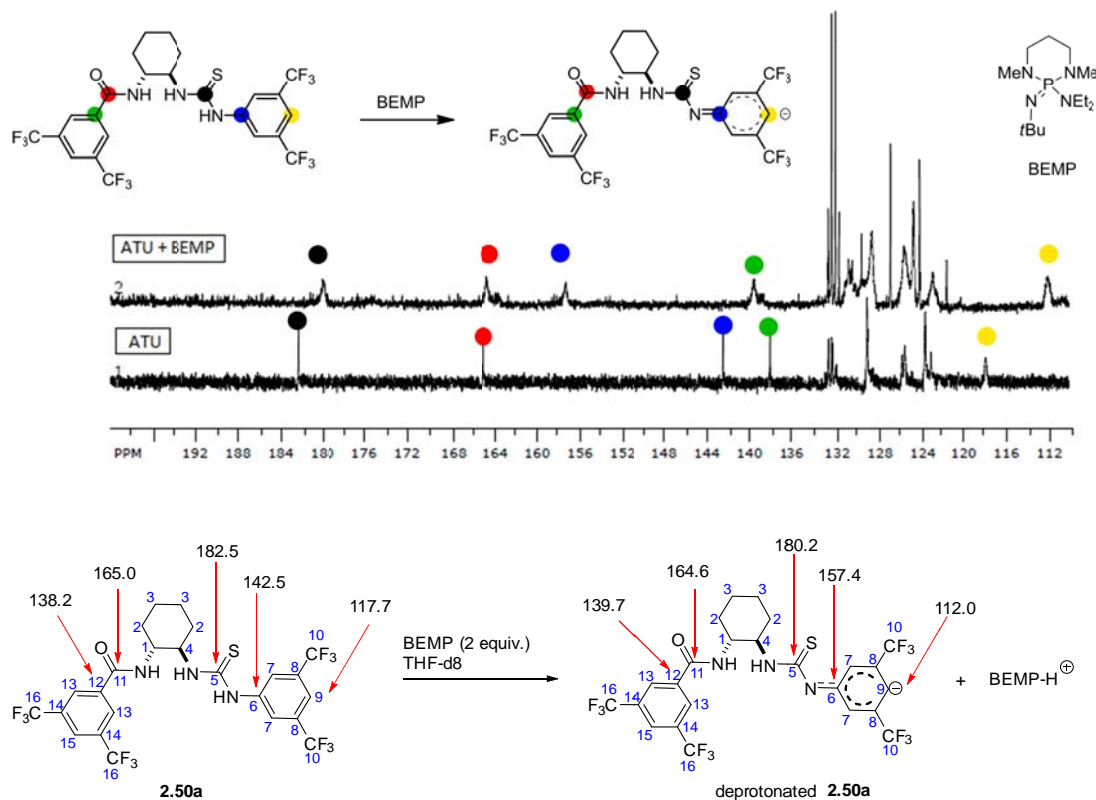 O
NH
HN
S
HN
CF3
CF3
F3C
CF3
BEMP
O
NH
HN
S
N
CF3
⊖
CF3
F3C
CF3
MeN
P
NMe
N
NEt2
tBu
BEMP
ATU + BEMP
2
ATU
1
PPM 192 188 184 180 176 172 168 164 160 156 152 148 144 140 136 132 128 124 120 116 112
182.5
165.0
142.5
138.2
117.7
3 3
2 2
1 4
O
NH
HN
S
5
HN
6
7
8
9
8
7
CF3
10
CF3
10
11
12
13
13
14
14
15
F3C
16
CF3
16
2.50a
BEMP (2 equiv.)
THF-d8
180.2
164.6
157.4
139.7
112.0
3 3
2 2
1 4
O
NH
HN
S
5
N
6
7
8
9
⊖
8
7
CF3
10
CF3
10
11
12
13
13
14
14
15
F3C
16
CF3
16
deprotonated 2.50a
+ BEMP-H⊕